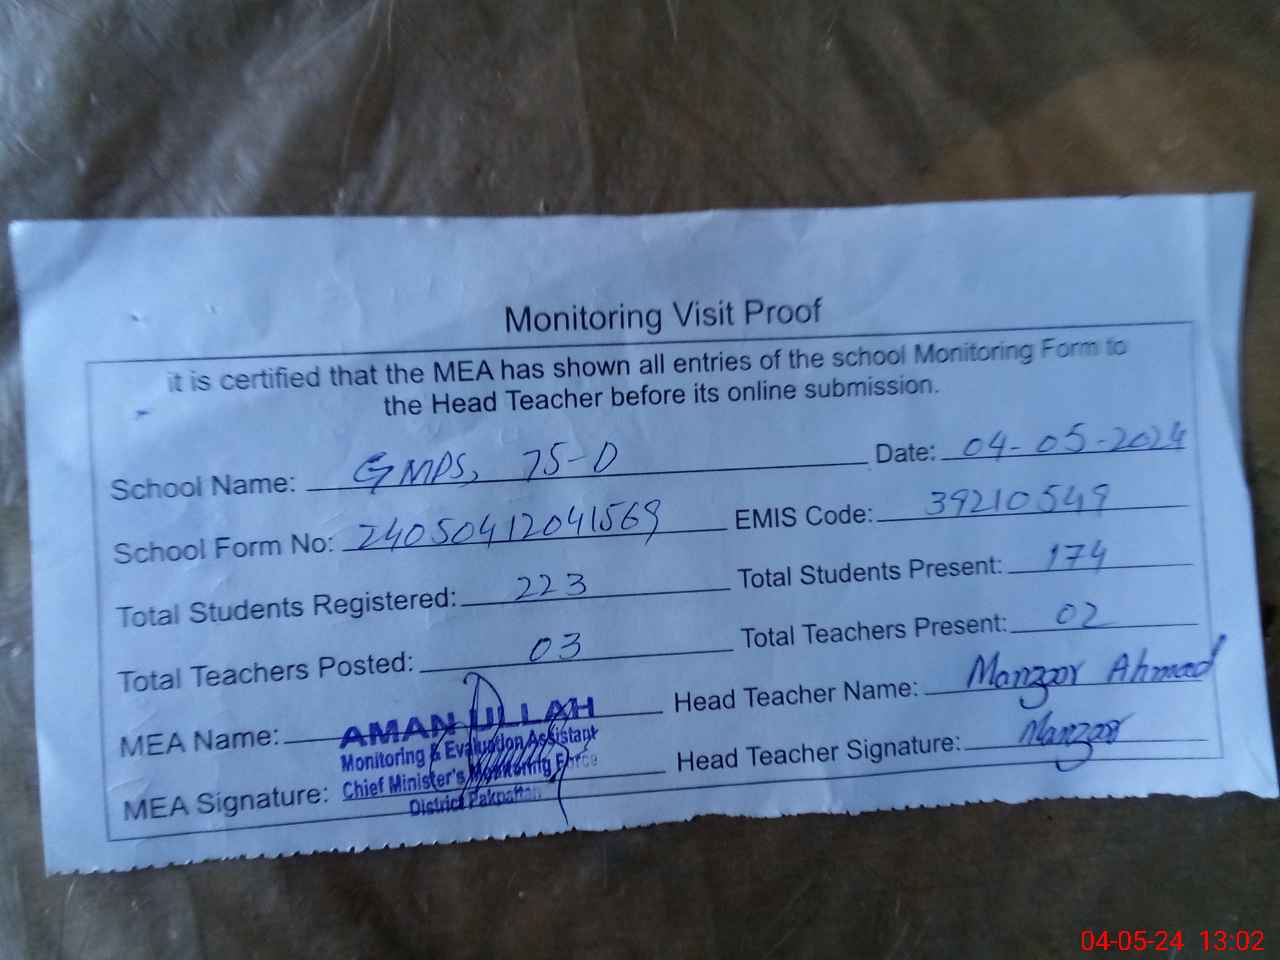 Monitoring Visit Proof
it is certified that the MEA has shown all entries of the school Monitoring Form to
the Head Teacher before its online submission.
School Name: GMPS, 75-D Date: 04-05-2024
School Form No: 24050412041569 EMIS Code: 39210549
Total Students Registered: 223 Total Students Present: 174
Total Teachers Posted: 03 Total Teachers Present: 02
MEA Name: AMAN ULLAH Head Teacher Name: Manzoor Ahmad
Monitoring & Evaluation Assistant
MEA Signature: Chief Minister's Monitoring Force Head Teacher Signature: Manzoor
District Pakpattan
04-05-24 13:02